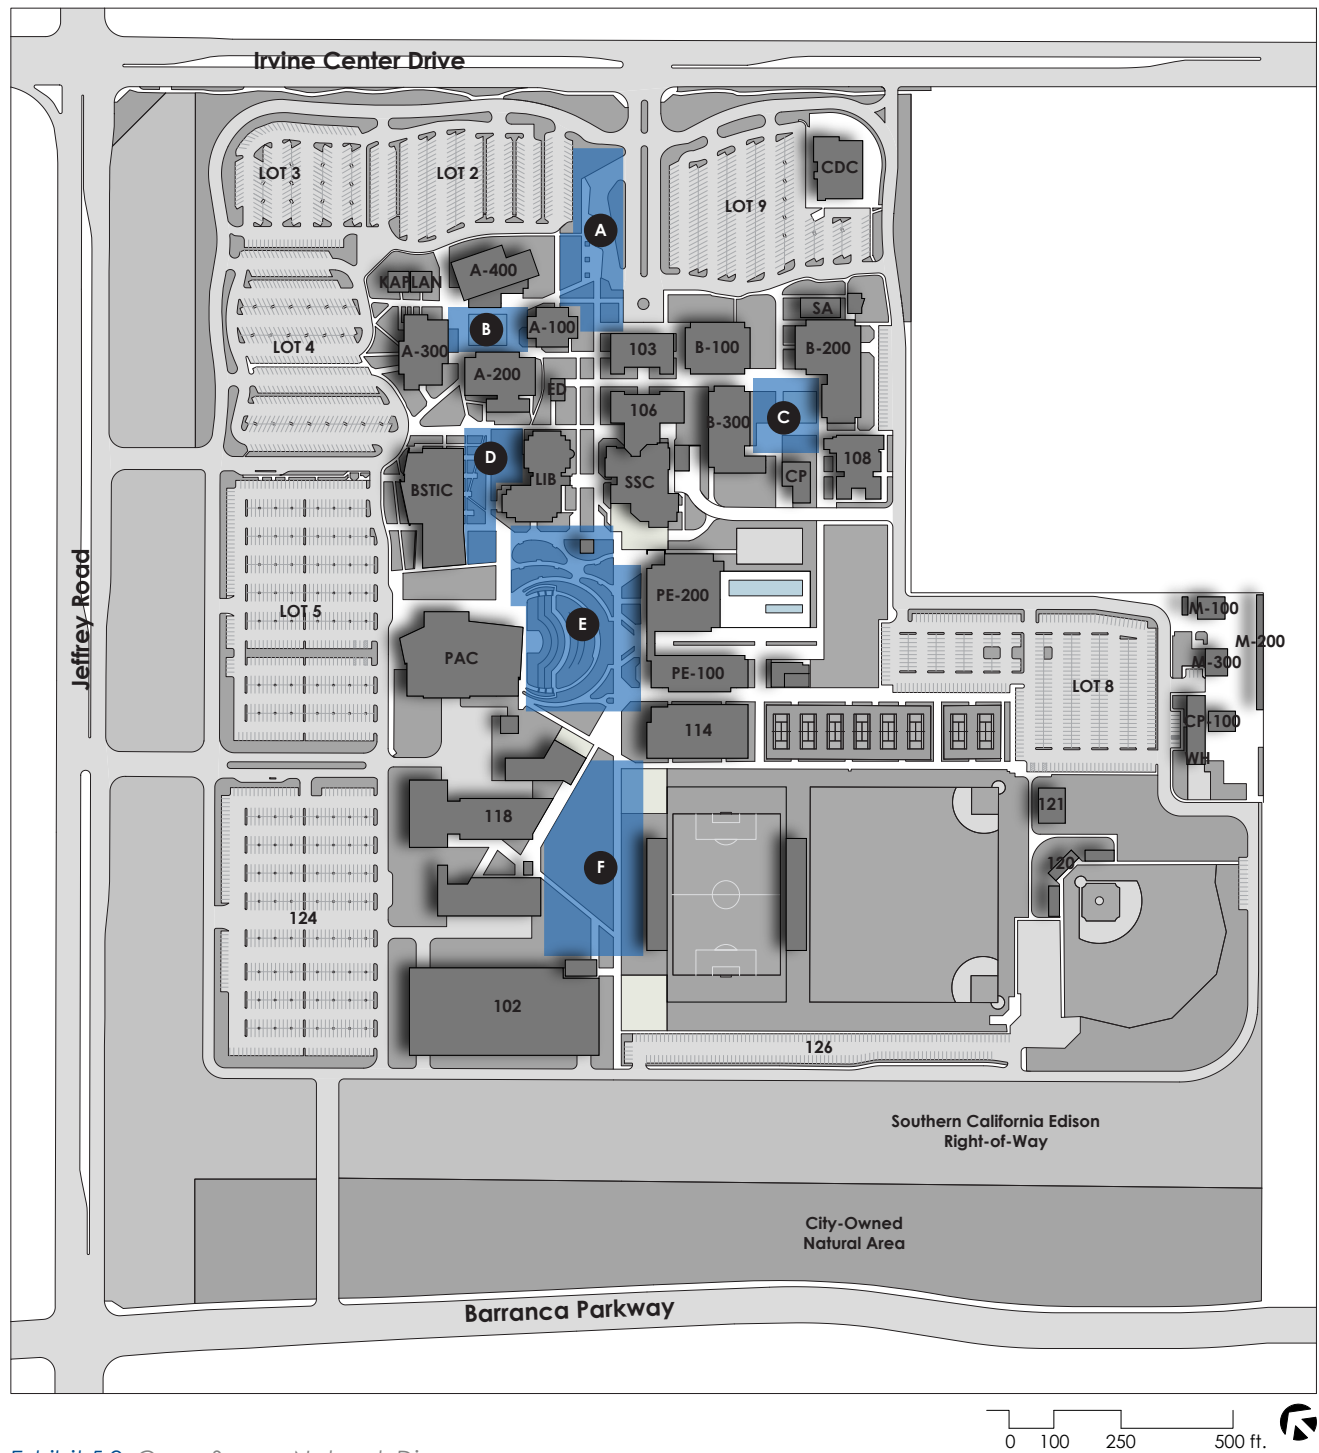 Irvine Center Drive
CDC
LOT 3
LOT 2
LOT 9
A
A-400
KAPLAN
SA
B
A-100
A-300
103
B-100
B-200
LOT 4
A-200
ED
106
B-300
C
D
108
LIB
SSC
CP
BSTIC
Jeffrey Road
LOT 5
PE-200
M-100
E
M-200
PAC
M-300
PE-100
LOT 8
114
CP-100
WH
121
118
F
120
124
102
126
Southern California Edison
Right-of-Way
City-Owned
Natural Area
Barranca Parkway
0 100 250 500 ft.